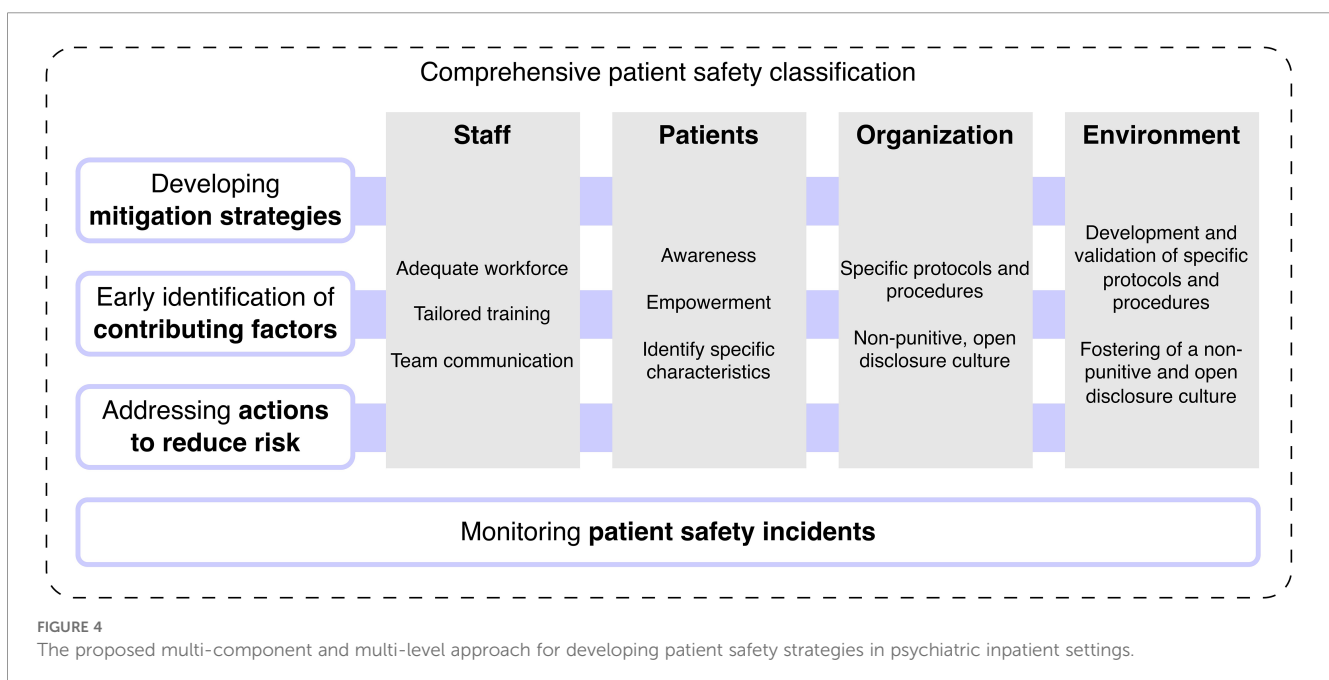 Comprehensive patient safety classification
Staff
Patients
Organization
Environment
Developing
mitigation strategies
Early identification of
contributing factors
Addressing actions
to reduce risk
Adequate workforce
Tailored training
Team communication
Awareness
Empowerment
Identify specific
characteristics
Specific protocols and
procedures
Non-punitive, open
disclosure culture
Development and
validation of specific
protocols and
procedures
Fostering of a non-
punitive and open
disclosure culture
Monitoring patient safety incidents
FIGURE 4
The proposed multi-component and multi-level approach for developing patient safety strategies in psychiatric inpatient settings.